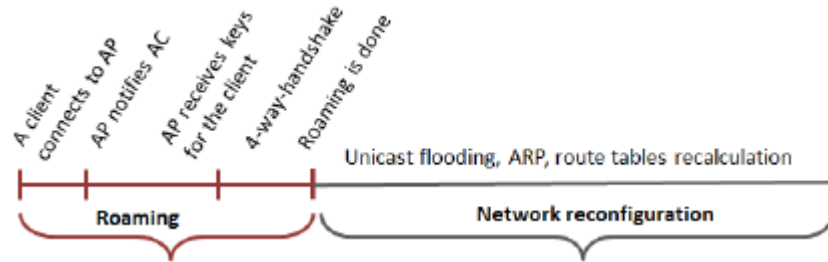 A client
connects to AP
AP notifies AC
AP receives keys
for the client
4-way-handshake
Roaming is done
Unicast flooding, ARP, route tables recalculation
Roaming
Network reconfiguration